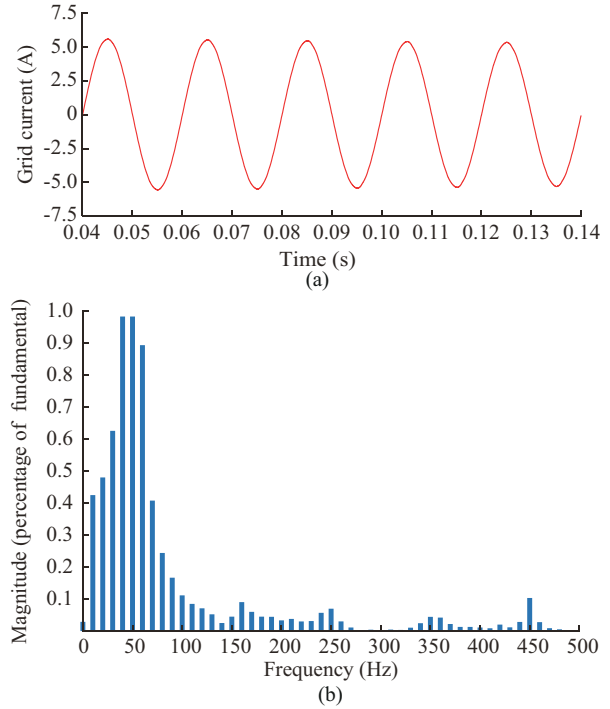 7.5
5.0
2.5
0
-2.5
-5.0
-7.5
Grid current (A)
0.04 0.05 0.06 0.07 0.08 0.09 0.10 0.11 0.12 0.13 0.14
Time (s)
(a)
1.0
0.9
0.8
0.7
0.6
0.5
0.4
0.3
0.2
0.1
Magnitude (percentage of fundamental)
0 50 100 150 200 250 300 350 400 450 500
Frequency (Hz)
(b)